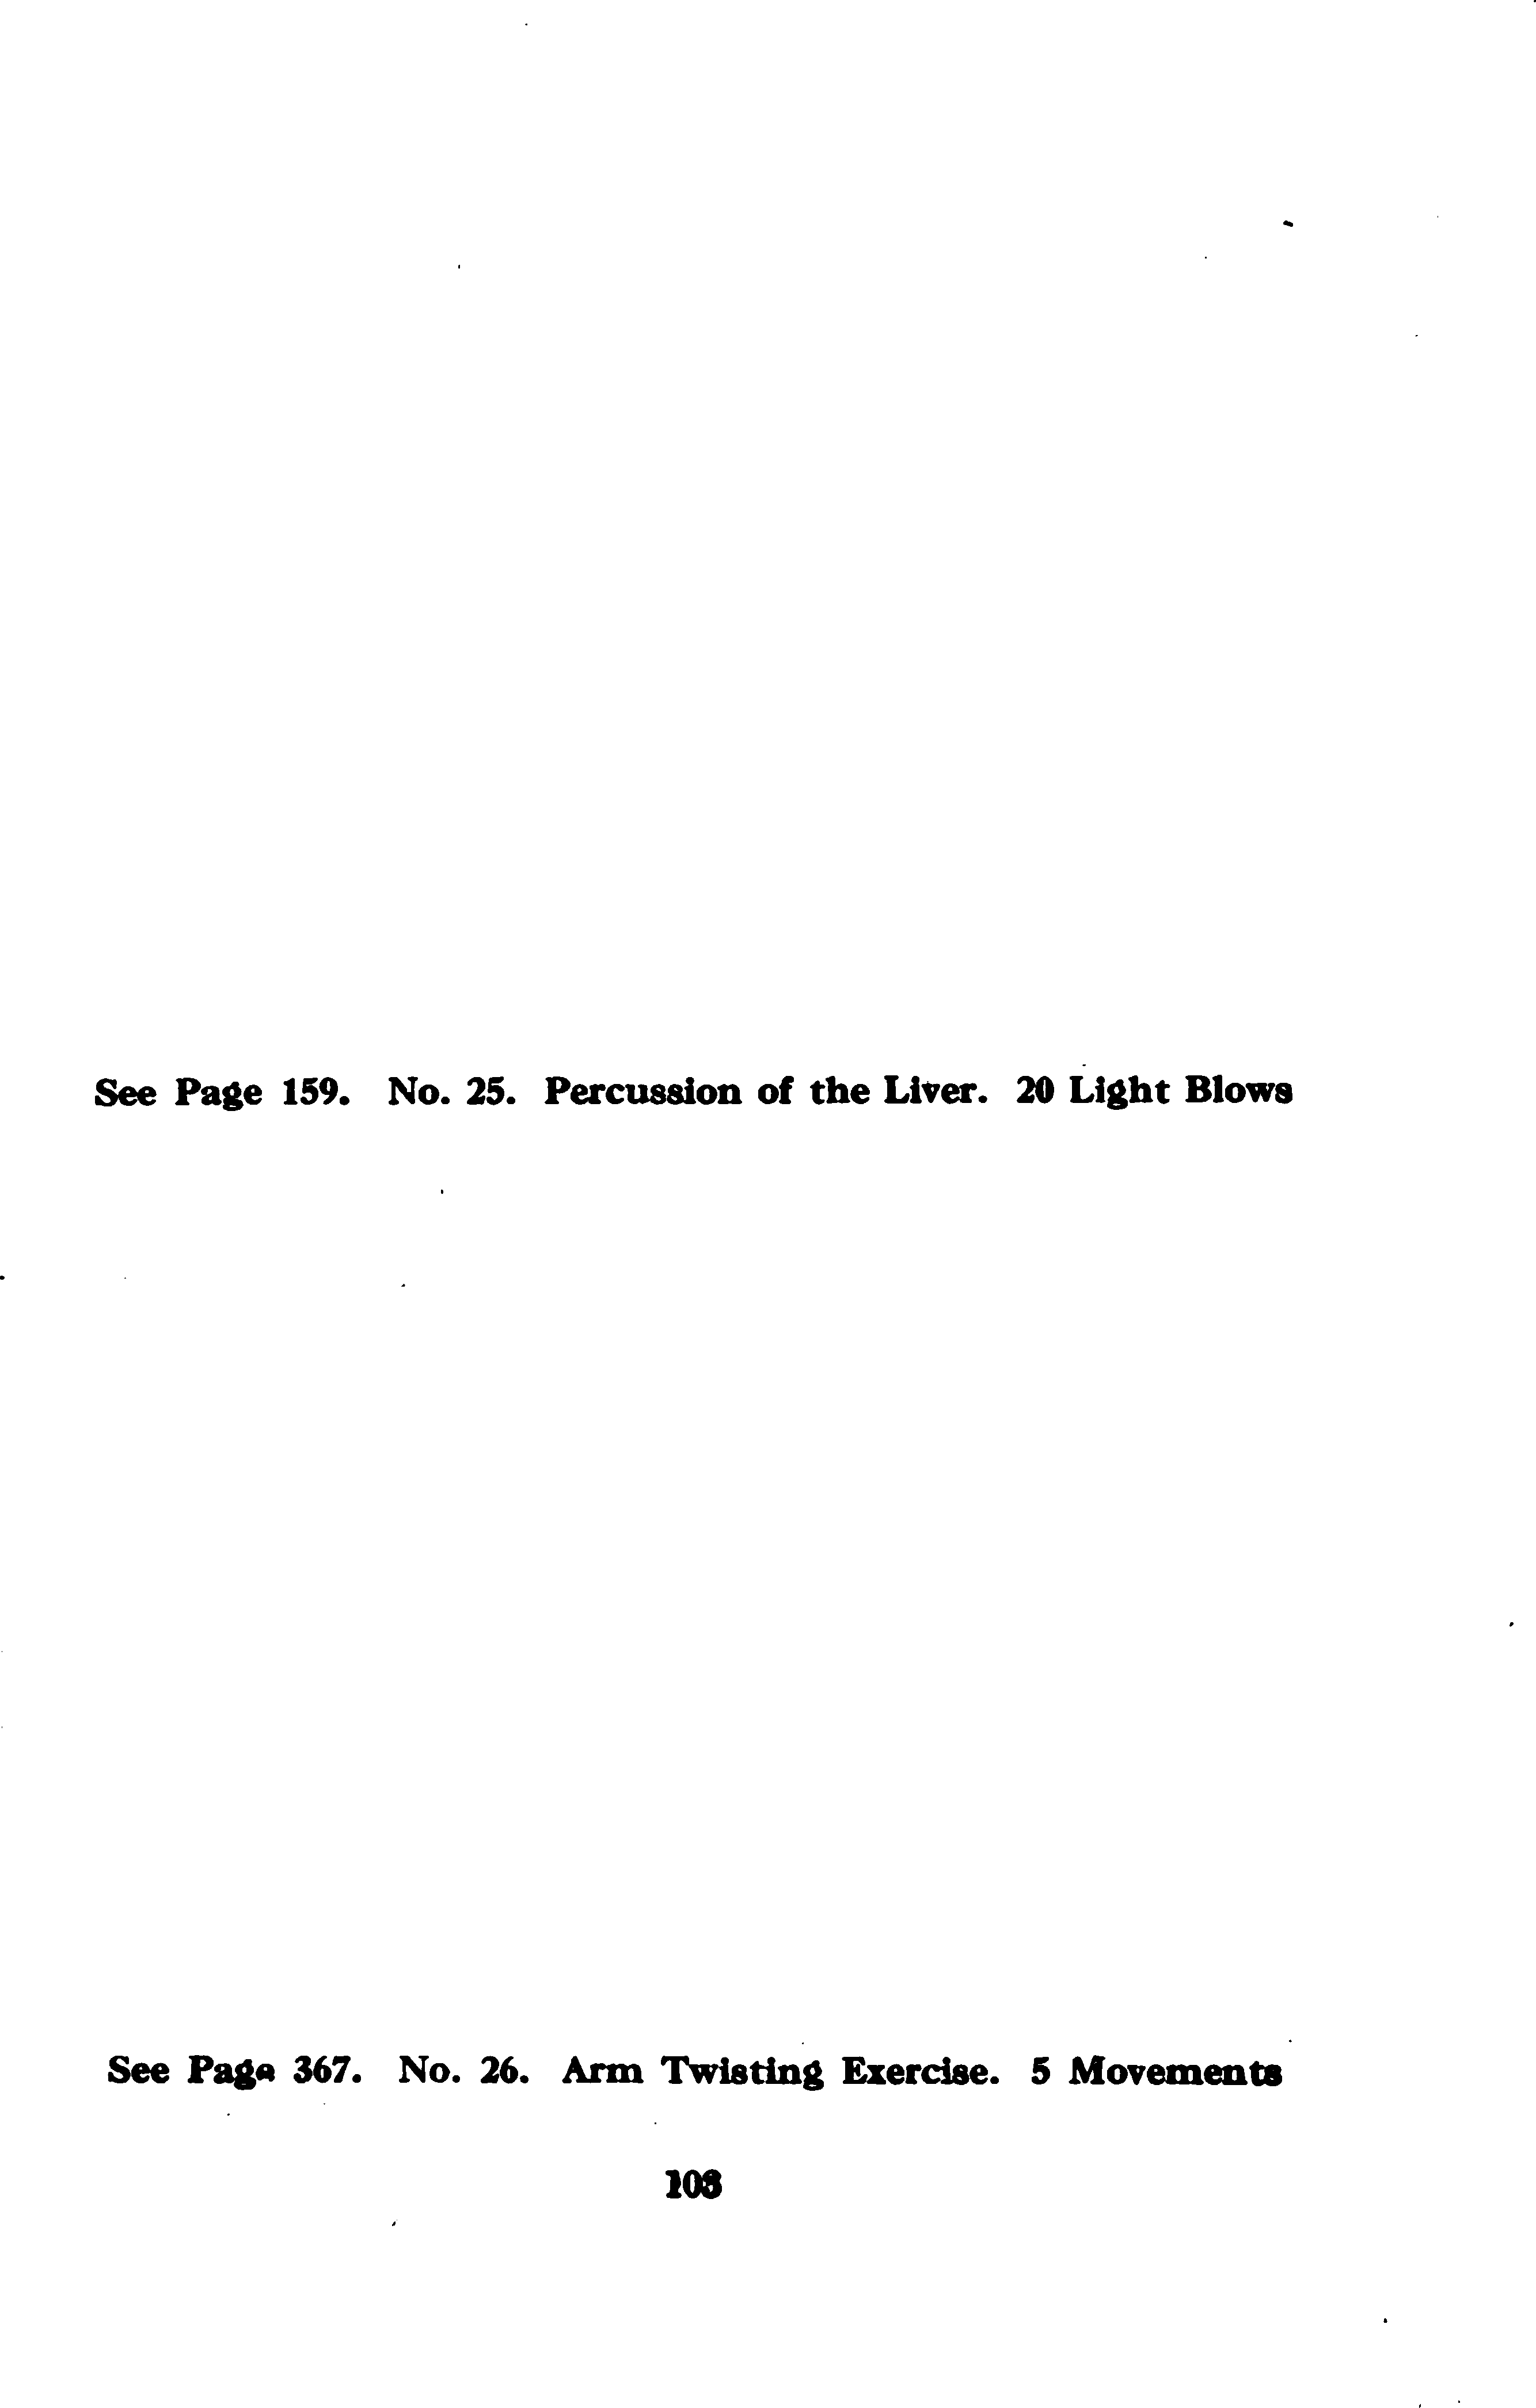 See Page 159. No. 25. Percussion of the Liver. 20 Light Blows
See Page 367. No. 26. Arm Twisting Exercise. 5 Movements
103